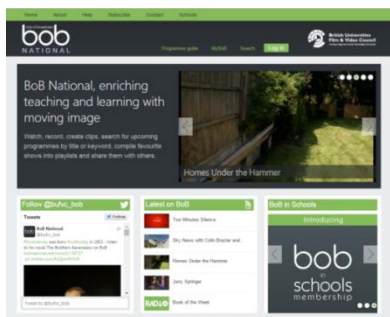 Home About Help Subscribe Contact Schools
bob
NATIONAL
British Universities
Film & Video Council
Programme guide MyBoB Search Log in
BoB National, enriching
teaching and learning with
moving image
Watch, record, create clips, search for upcoming
programmes by title or keyword, compile favourite
shows into playlists and share them with others.
Homes Under the Hammer
Follow @bufvc_bob
Tweets Follow
BoB National
@bufvc_bob
Tweet to @bufvc_bob
Latest on BoB
Two Minutes Silence
Sky News with Colin Brazier and
Homes Under the Hammer
Jerry Springer
RADIO Book of the Week
BoB in Schools
Introducing
bob
in
schools
membership